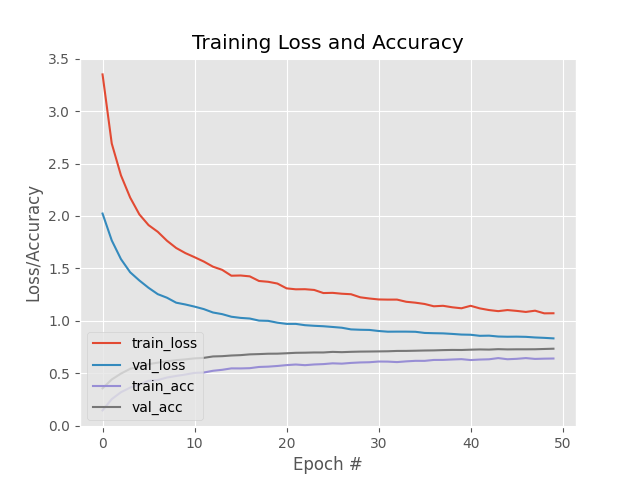 Training Loss and Accuracy
Loss/Accuracy
3.5
3.0
2.5
2.0
1.5
1.0
0.5
0.0
train_loss
val_loss
train_acc
val_acc
0 10 20 30 40 50
Epoch #